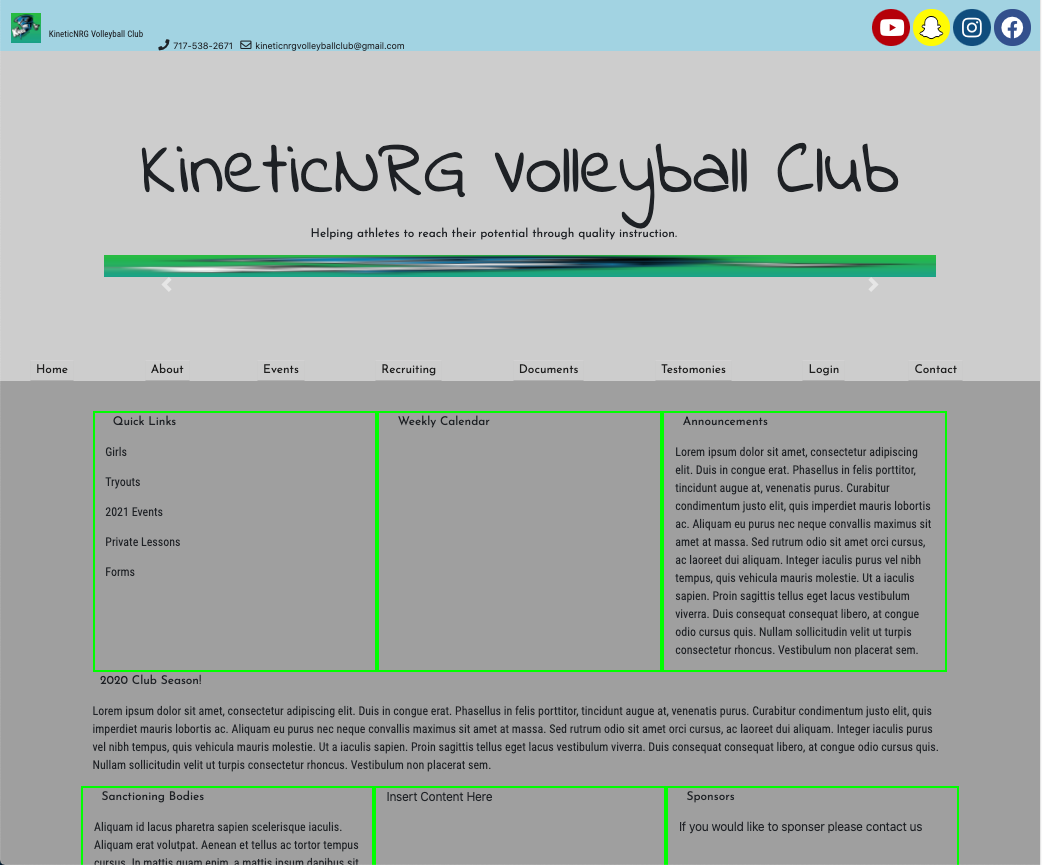 KineticNRG Volleyball Club
717-538-2671 kineticnrgvolleyballclub@gmail.com
KineticNRG Volleyball Club
Helping athletes to reach their potential through quality instruction.
Home About Events Recruiting Documents Testomonies Login Contact
Quick Links
Girls
Tryouts
2021 Events
Private Lessons
Forms
Weekly Calendar
Announcements
Lorem ipsum dolor sit amet, consectetur adipiscing
elit. Duis in congue erat. Phasellus in felis porttitor,
tincidunt augue at, venenatis purus. Curabitur
condimentum justo elit, quis imperdiet mauris lobortis
ac. Aliquam eu purus nec neque convallis maximus sit
amet at massa. Sed rutrum odio sit amet orci cursus,
ac laoreet dui aliquam. Integer iaculis purus vel nibh
tempus, quis vehicula mauris molestie. Ut a iaculis
sapien. Proin sagittis tellus eget lacus vestibulum
viverra. Duis consequat consequat libero, at congue
odio cursus quis. Nullam sollicitudin velit ut turpis
consectetur rhoncus. Vestibulum non placerat sem.
2020 Club Season!
Lorem ipsum dolor sit amet, consectetur adipiscing elit. Duis in congue erat. Phasellus in felis porttitor, tincidunt augue at, venenatis purus. Curabitur condimentum justo elit, quis
imperdiet mauris lobortis ac. Aliquam eu purus nec neque convallis maximus sit amet at massa. Sed rutrum odio sit amet orci cursus, ac laoreet dui aliquam. Integer iaculis purus
vel nibh tempus, quis vehicula mauris molestie. Ut a iaculis sapien. Proin sagittis tellus eget lacus vestibulum viverra. Duis consequat consequat libero, at congue odio cursus quis.
Nullam sollicitudin velit ut turpis consectetur rhoncus. Vestibulum non placerat sem.
Sanctioning Bodies
Aliquam id lacus pharetra sapien scelerisque iaculis.
Aliquam erat volutpat. Aenean et tellus ac tortor tempus
cursus. In mattis quam enim, a mattis ipsum dapibus sit
Insert Content Here
Sponsors
If you would like to sponser please contact us